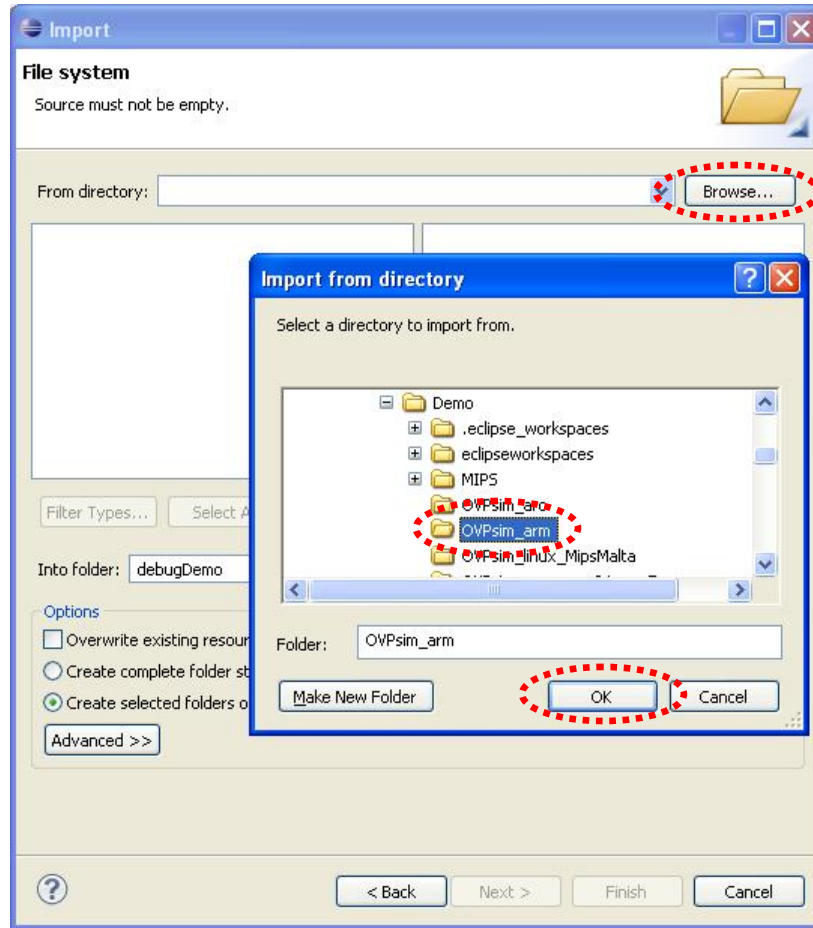 Import
File system
Source must not be empty.
From directory:
Browse...
Import from directory
Select a directory to import from.
Demo
.eclipse_workspaces
eclipseworkspaces
MIPS
OVPsim_arm
OVPsim_linux_MipsMalta
Folder: OVPsim_arm
Make New Folder
OK
Cancel
Filter Types...
Select A
Into folder: debugDemo
Options
Overwrite existing resour
Create complete folder st
Create selected folders o
Advanced >>
?
< Back
Next >
Finish
Cancel